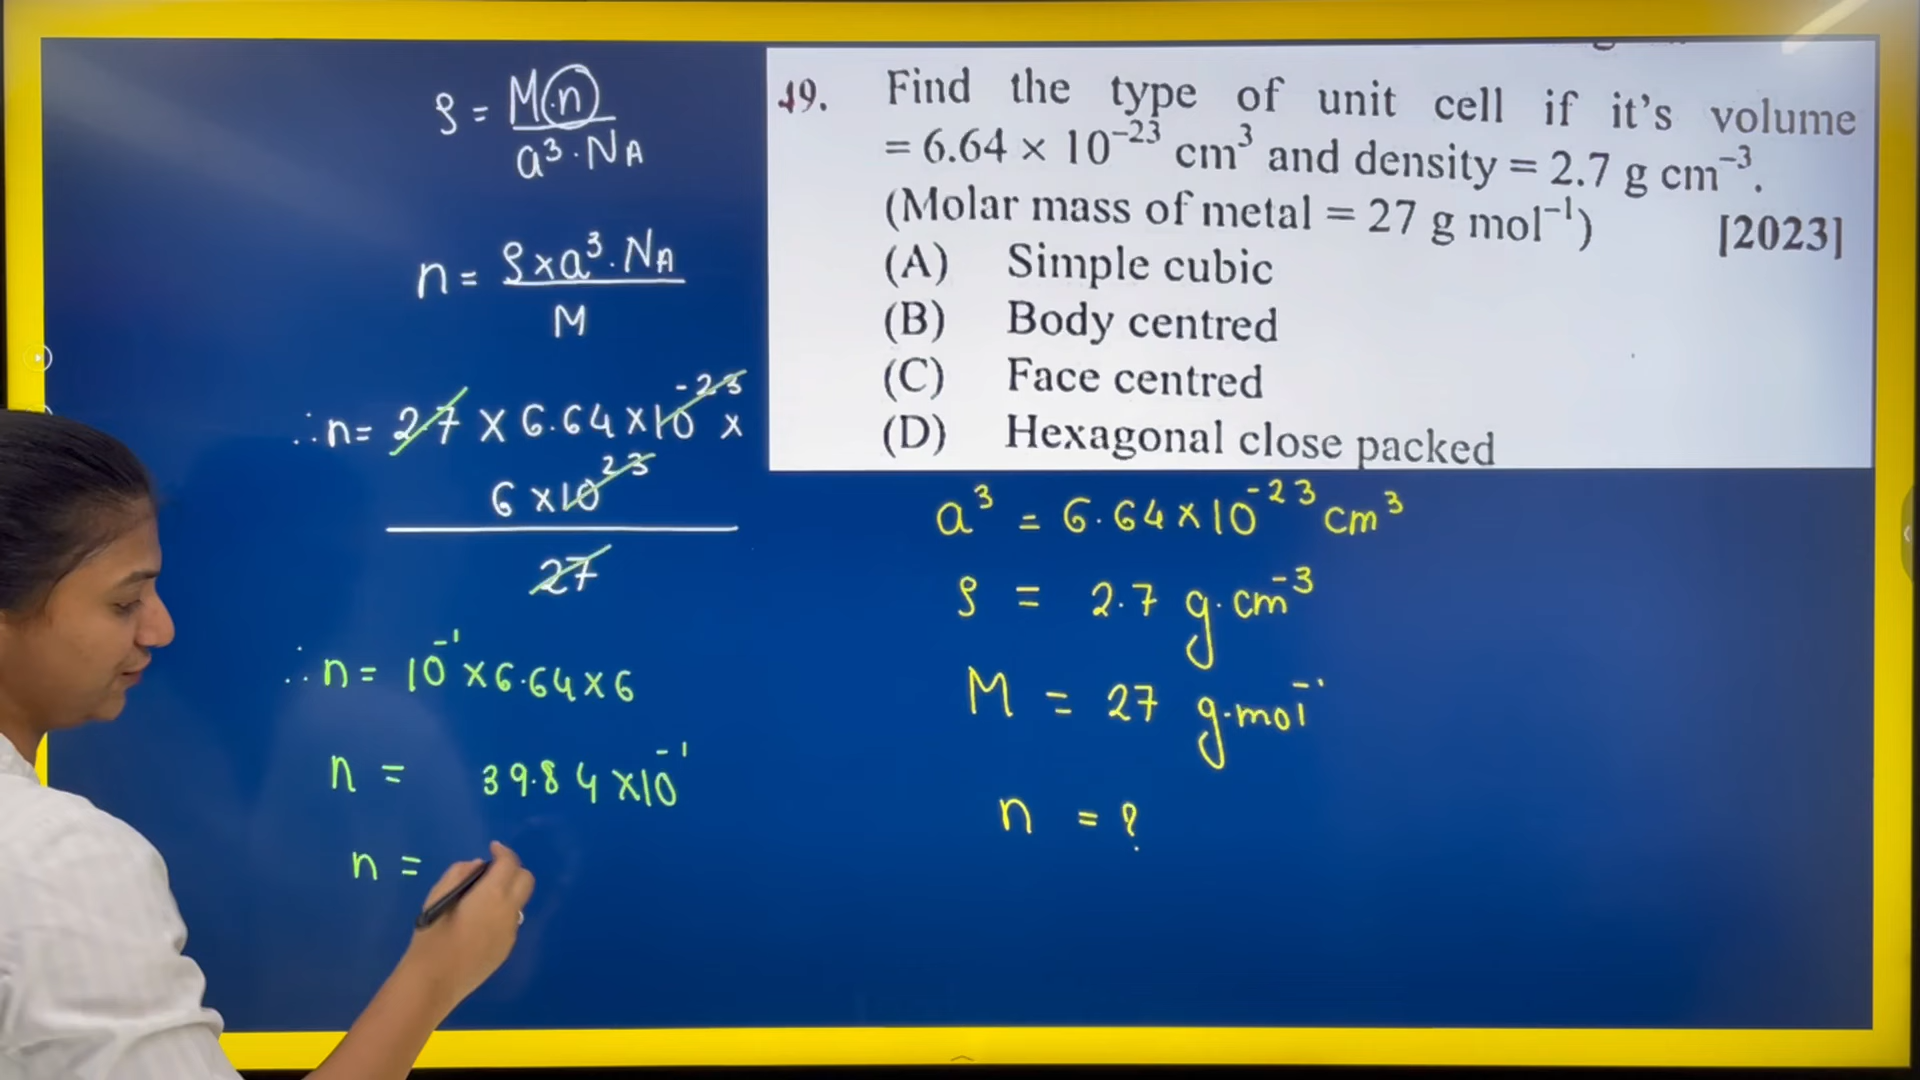 ρ = M(n) / a³·NA
n = ρ×a³·NA / M
∴n= 2.7 × 6.64 ×10⁻²³ ×
6 ×10²³
27
∴n= 10⁻¹ ×6.64×6
n = 39.84 ×10⁻¹
n =
49. Find the type of unit cell if it's volume
= 6.64 × 10⁻²³ cm³ and density = 2.7 g cm⁻³.
(Molar mass of metal = 27 g mol⁻¹) [2023]
(A) Simple cubic
(B) Body centred
(C) Face centred
(D) Hexagonal close packed
a³ = 6.64×10⁻²³ cm³
ρ = 2.7 g·cm⁻³
M = 27 g·mol⁻¹
n = ?